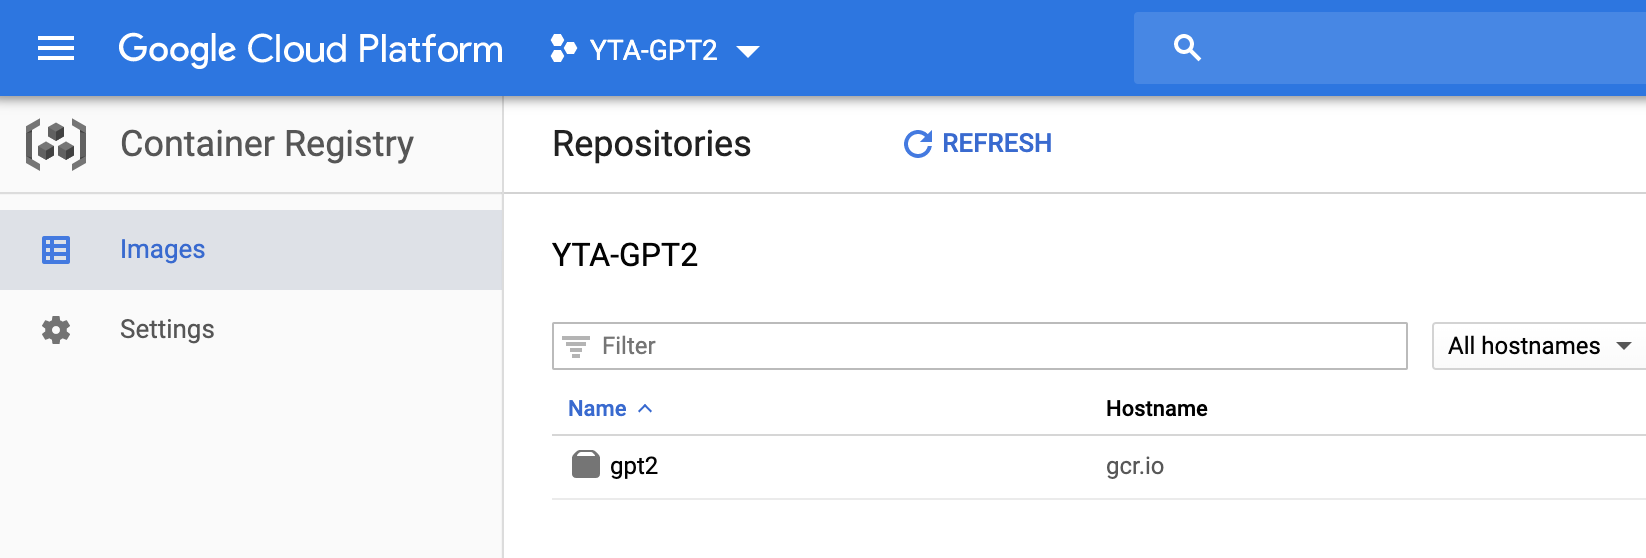 Google Cloud Platform YTA-GPT2
Container Registry
Repositories REFRESH
Images
Settings
YTA-GPT2
Filter All hostnames
Name Hostname
gpt2 gcr.io